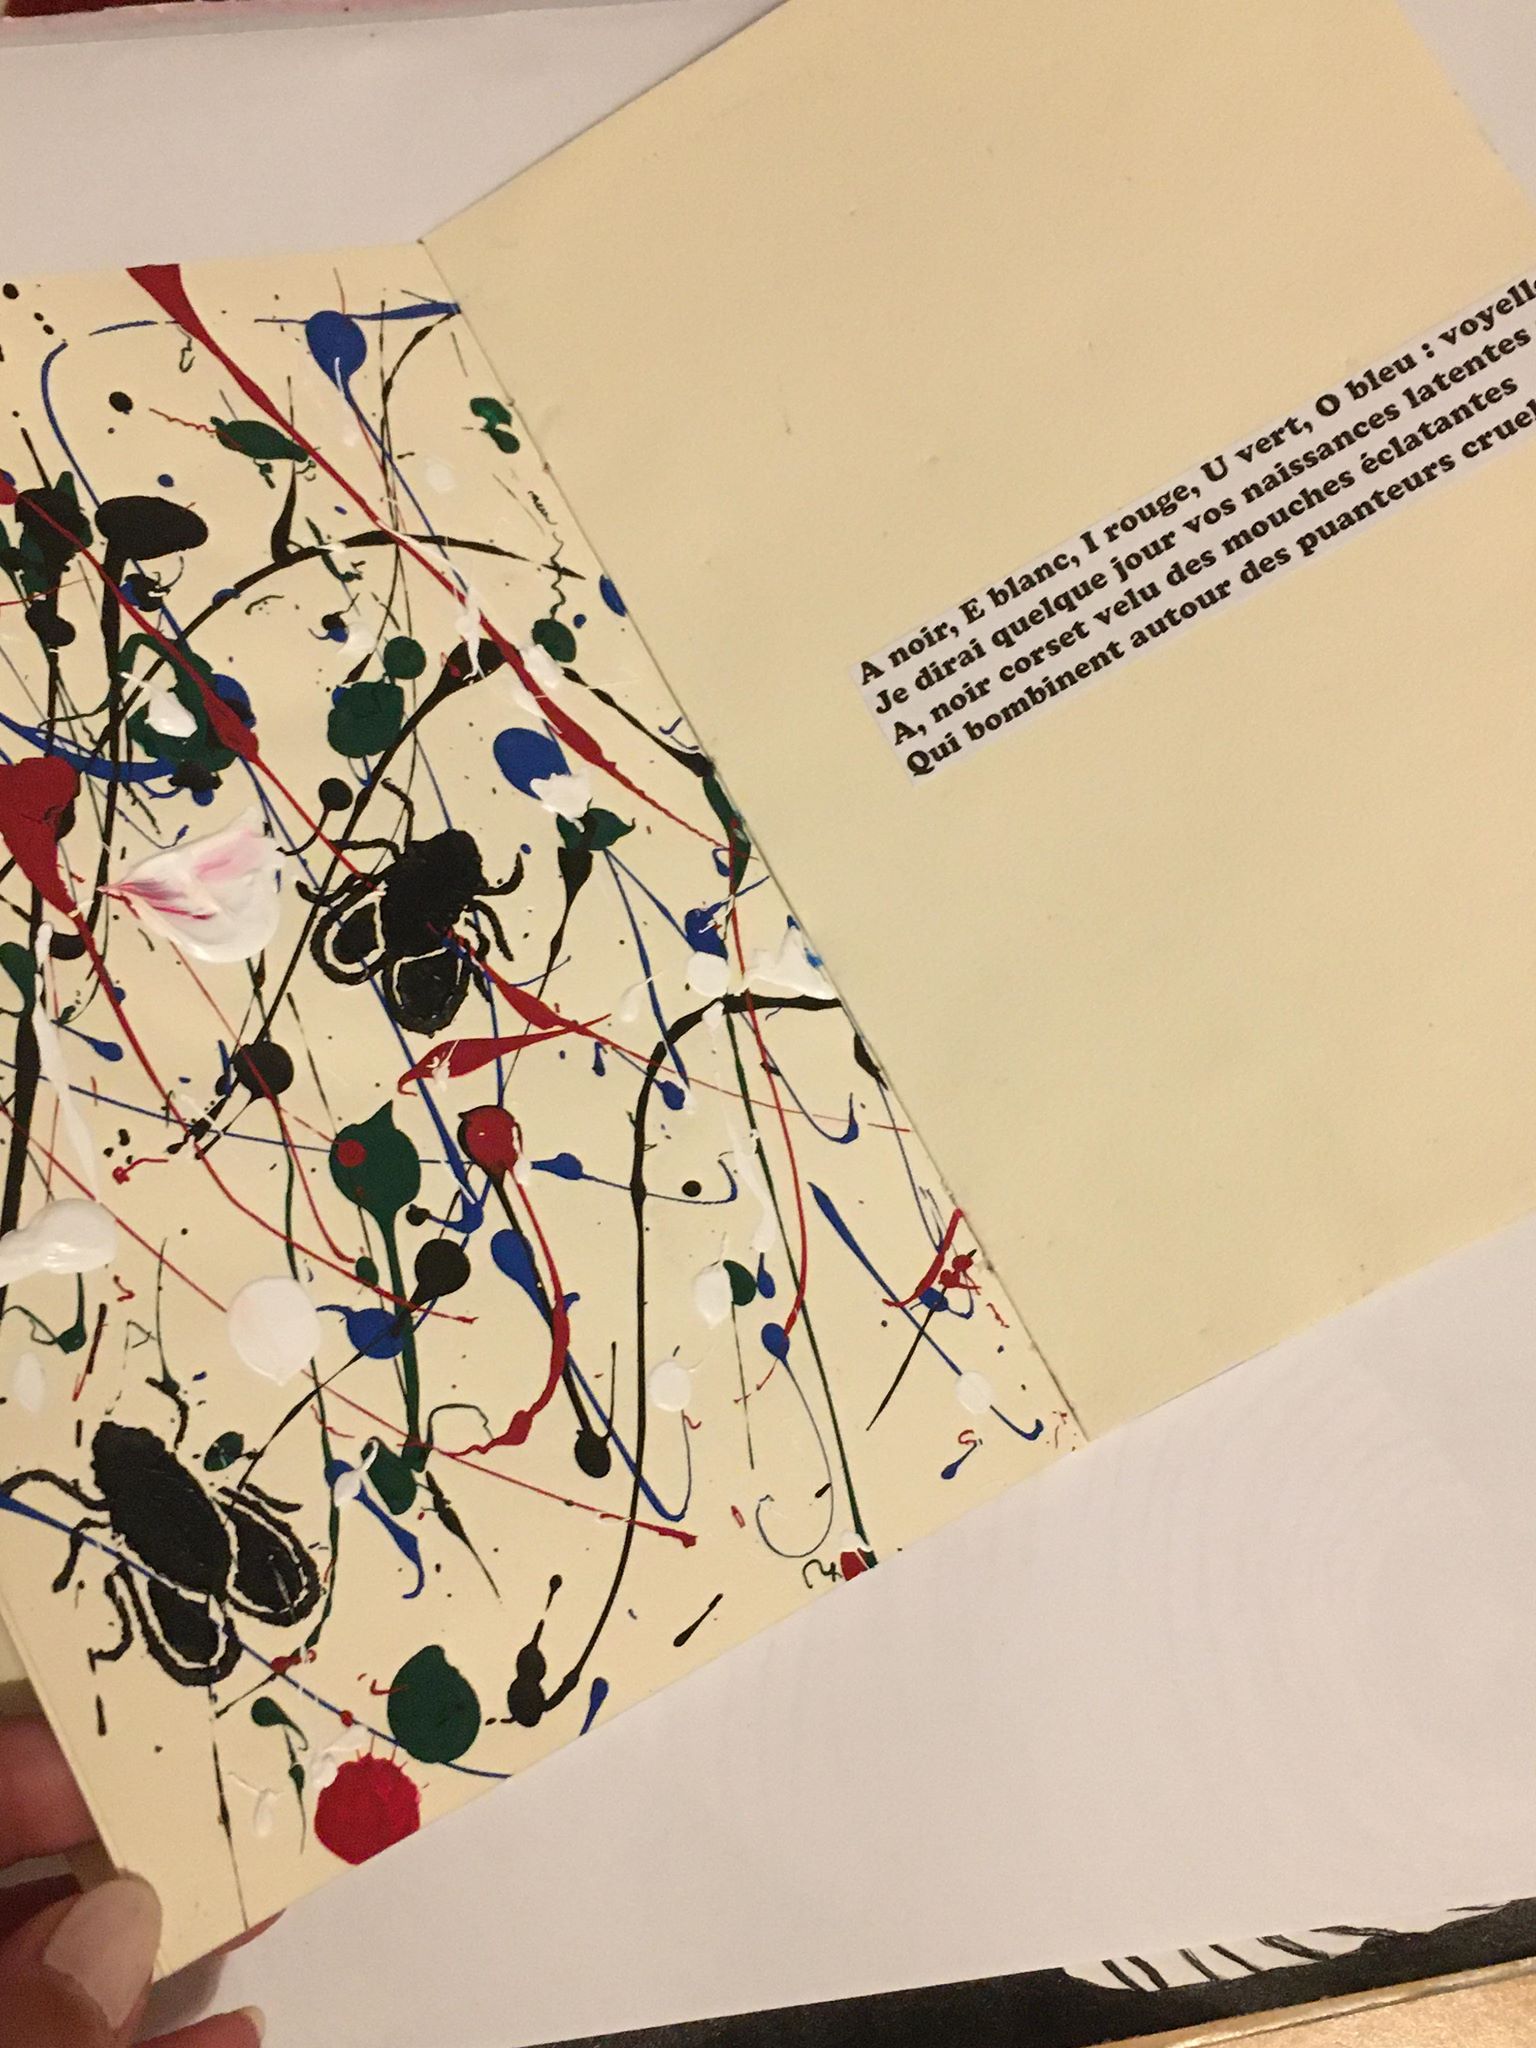 A noir, E blanc, I rouge, U vert, O bleu : voyell
Je dirai quelque jour vos naissances latentes
A, noir corset velu des mouches éclatantes
Qui bombinent autour des puanteurs cruel